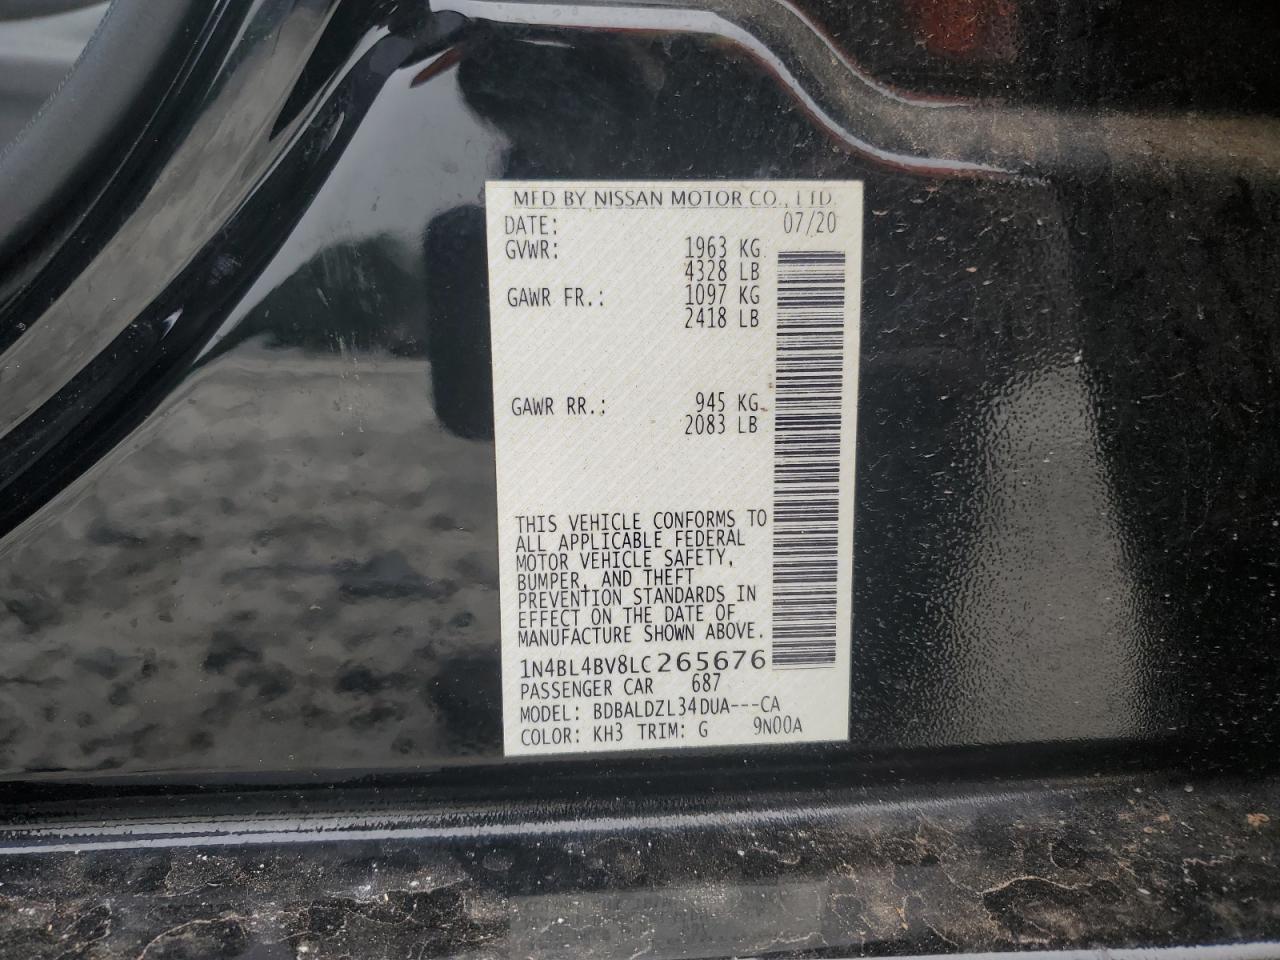 MFD BY NISSAN MOTOR CO., LTD.
DATE: 07/20
GVWR: 1963 KG
4328 LB
GAWR FR.: 1097 KG
2418 LB
GAWR RR.: 945 KG
2083 LB
THIS VEHICLE CONFORMS TO
ALL APPLICABLE FEDERAL
MOTOR VEHICLE SAFETY,
BUMPER, AND THEFT
PREVENTION STANDARDS IN
EFFECT ON THE DATE OF
MANUFACTURE SHOWN ABOVE.
1N4BL4BV8LC265676
PASSENGER CAR 687
MODEL: BDBALDZL34DUA---CA
COLOR: KH3 TRIM: G 9N00A